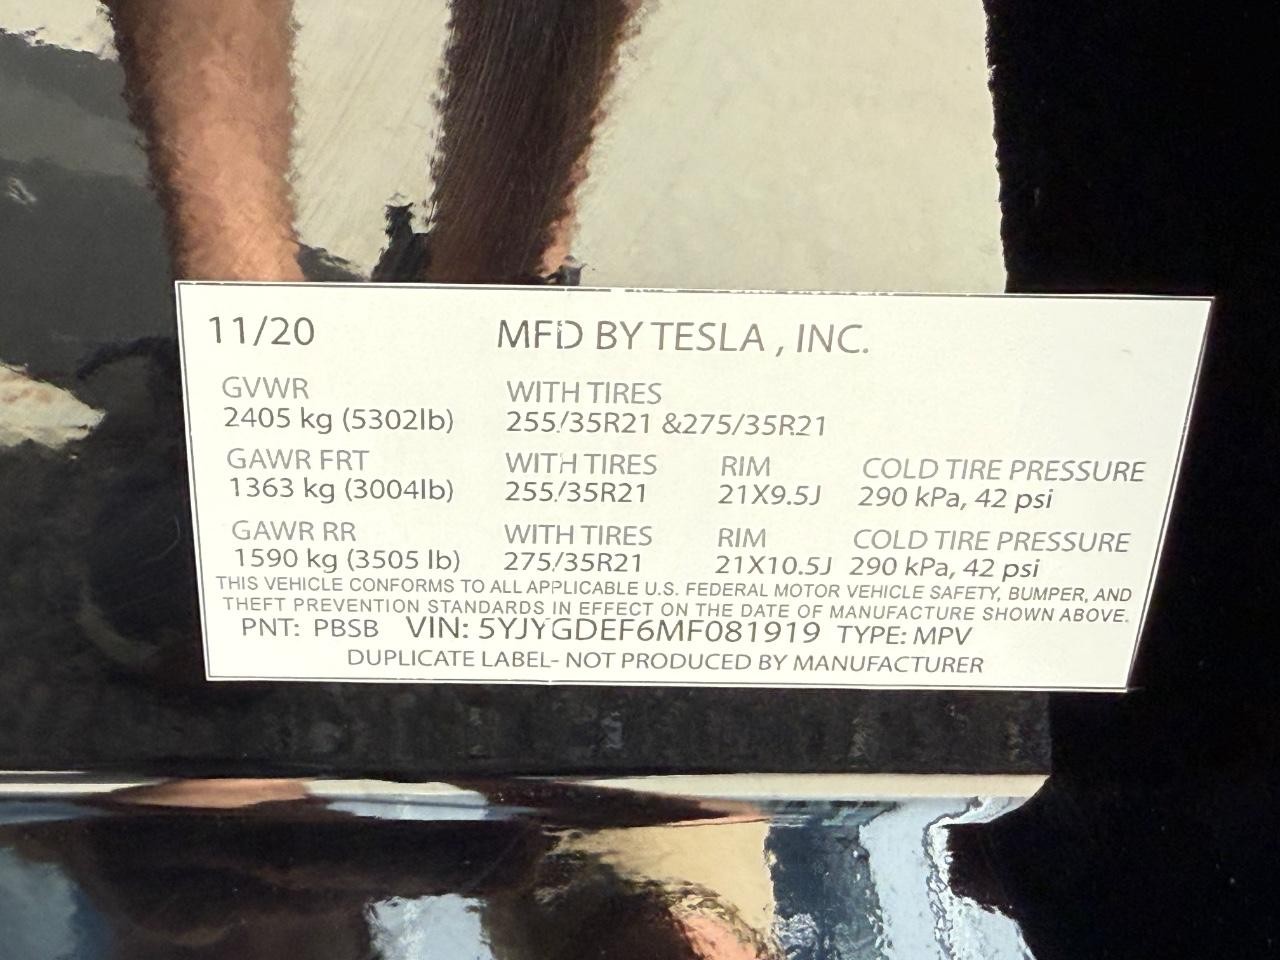 11/20 MFD BY TESLA , INC.
GVWR WITH TIRES
2405 kg (5302lb) 255/35R21 &275/35R21
GAWR FRT WITH TIRES RIM COLD TIRE PRESSURE
1363 kg (3004lb) 255/35R21 21X9.5J 290 kPa, 42 psi
GAWR RR WITH TIRES RIM COLD TIRE PRESSURE
1590 kg (3505 lb) 275/35R21 21X10.5J 290 kPa, 42 psi
THIS VEHICLE CONFORMS TO ALL APPLICABLE U.S. FEDERAL MOTOR VEHICLE SAFETY, BUMPER, AND
THEFT PREVENTION STANDARDS IN EFFECT ON THE DATE OF MANUFACTURE SHOWN ABOVE.
PNT: PBSB VIN: 5YJYGDEF6MF081919 TYPE: MPV
DUPLICATE LABEL- NOT PRODUCED BY MANUFACTURER